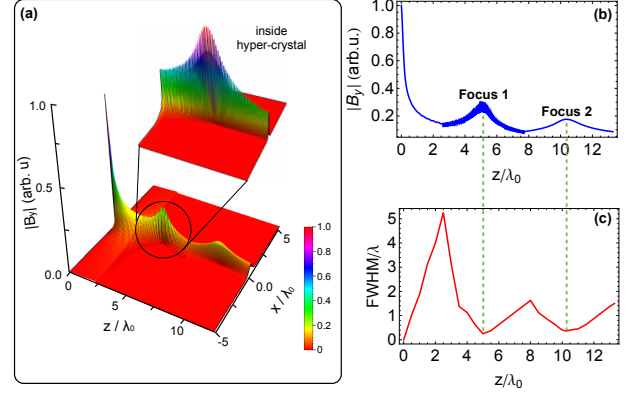 (a)
inside
hyper-crystal
|By| (arb. u)
1.0
0.5
0.0
0
5
10
z / λ0
5
0.0
-5
x / λ0
1.0
0.8
0.6
0.4
0.2
0
(b)
|By| (arb.u.)
1.0
0.8
0.6
0.4
0.2
Focus 1
Focus 2
0 2 4 6 8 10 12
z/λ0
(c)
FWHM/λ
5
4
3
2
1
0
0 2 4 6 8 10 12
z/λ0